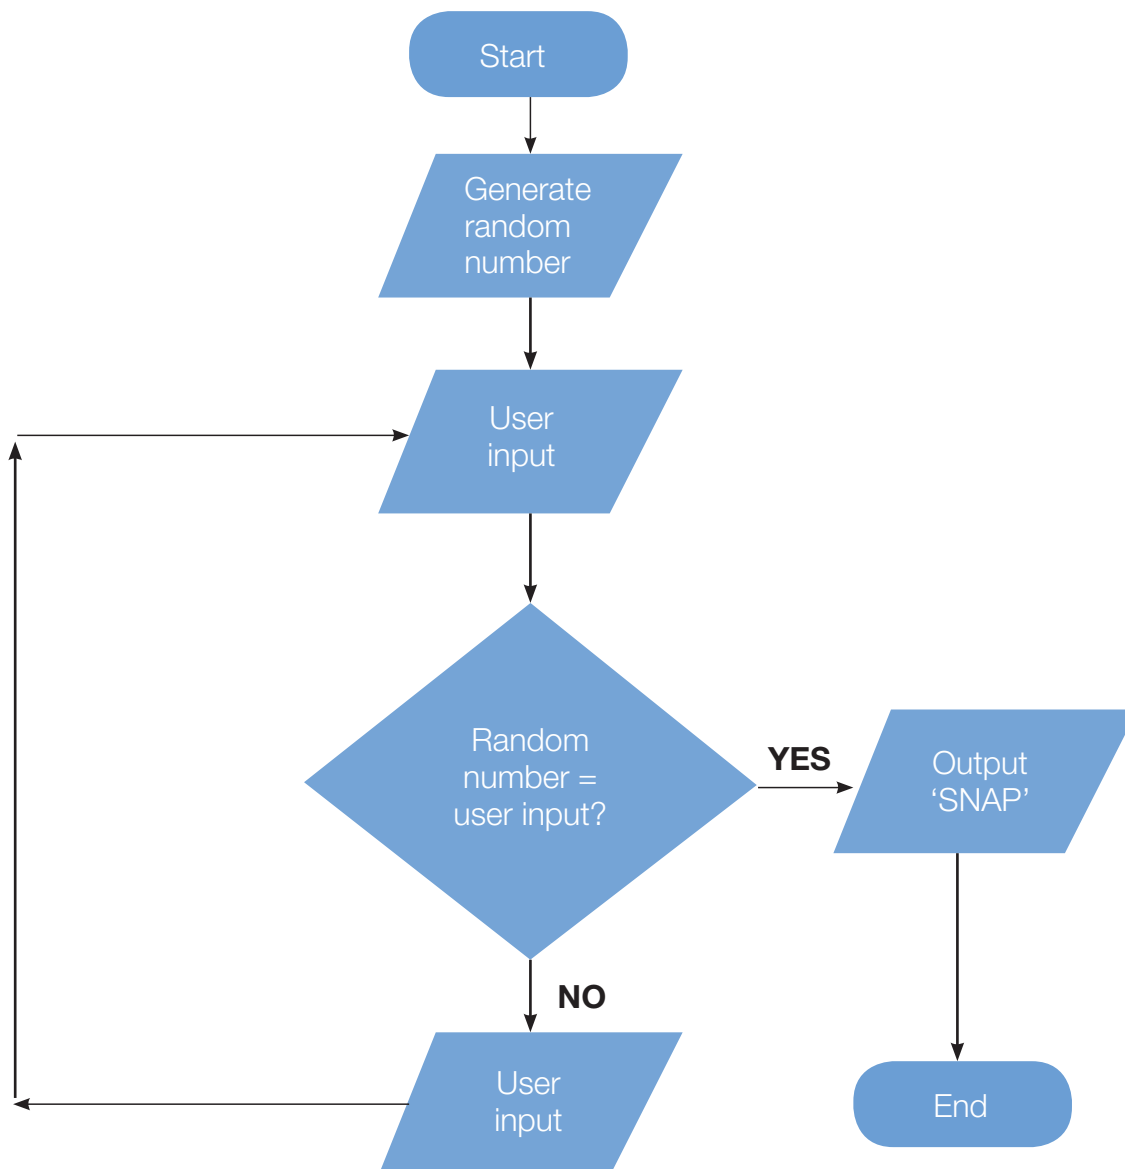 Start
Generate
random
number
User
input
Random
number =
user input?
YES
Output
‘SNAP’
NO
User
input
End